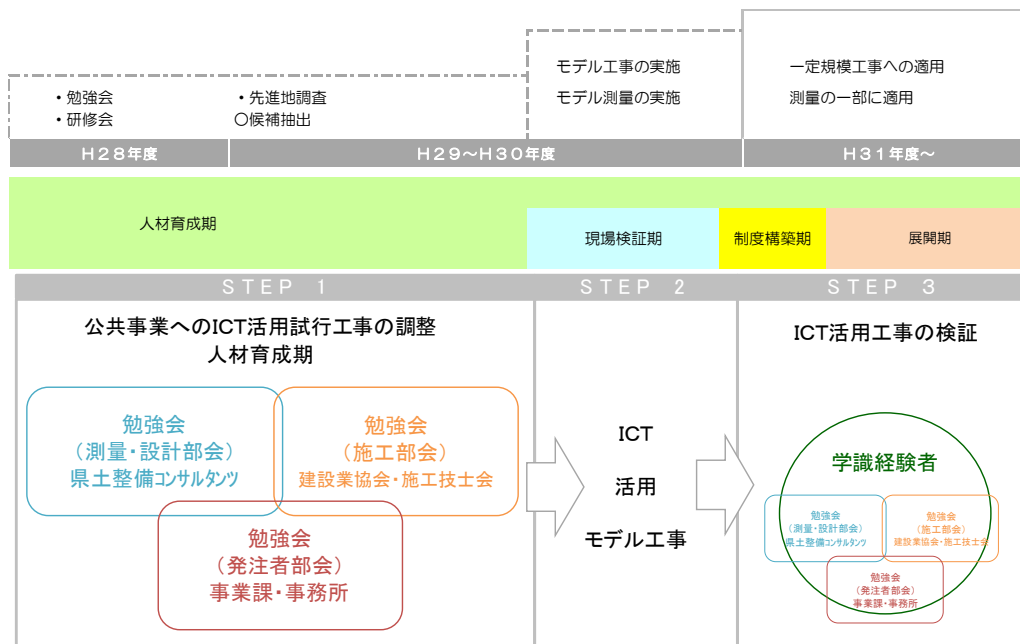 ・勉強会
・研修会
・先進地調査
〇候補抽出
モデル工事の実施
モデル測量の実施
一定規模工事への適用
測量の一部に適用
H28年度
H29～H30年度
H31年度～
人材育成期
現場検証期
制度構築期
展開期
STEP 1
STEP 2
STEP 3
公共事業へのICT活用試行工事の調整
人材育成期
勉強会
(測量・設計部会)
県土整備コンサルタンツ
勉強会
(施工部会)
建設業協会・施工技士会
勉強会
(発注者部会)
事業課・事務所
ICT
活用
モデル工事
ICT活用工事の検証
学識経験者
勉強会
(測量・設計部会)
県土整備コンサルタンツ
勉強会
(施工部会)
建設業協会・施工技士会
勉強会
(発注者部会)
事業課・事務所